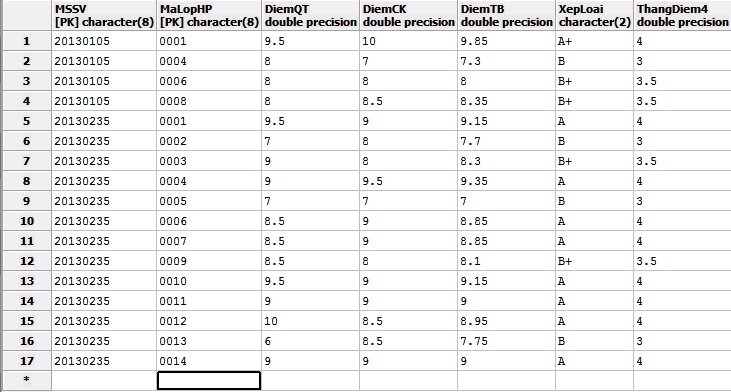 MSSV MaLopHP DiemQT DiemCK DiemTB XepLoai ThangDiem4
[PK] character(8) [PK] character(8) double precision double precision double precision character(2) double precision
1 20130105 0001 9.5 10 9.85 A+ 4
2 20130105 0004 8 7 7.3 B 3
3 20130105 0006 8 8 8 B+ 3.5
4 20130105 0008 8 8.5 8.35 B+ 3.5
5 20130235 0001 9.5 9 9.15 A 4
6 20130235 0002 7 8 7.7 B 3
7 20130235 0003 9 8 8.3 B+ 3.5
8 20130235 0004 9 9.5 9.35 A 4
9 20130235 0005 7 7 7 B 3
10 20130235 0006 8.5 9 8.85 A 4
11 20130235 0007 8.5 9 8.85 A 4
12 20130235 0009 8.5 8 8.1 B+ 3.5
13 20130235 0010 9.5 9 9.15 A 4
14 20130235 0011 9 9 9 A 4
15 20130235 0012 10 8.5 8.95 A 4
16 20130235 0013 6 8.5 7.75 B 3
17 20130235 0014 9 9 9 A 4
*